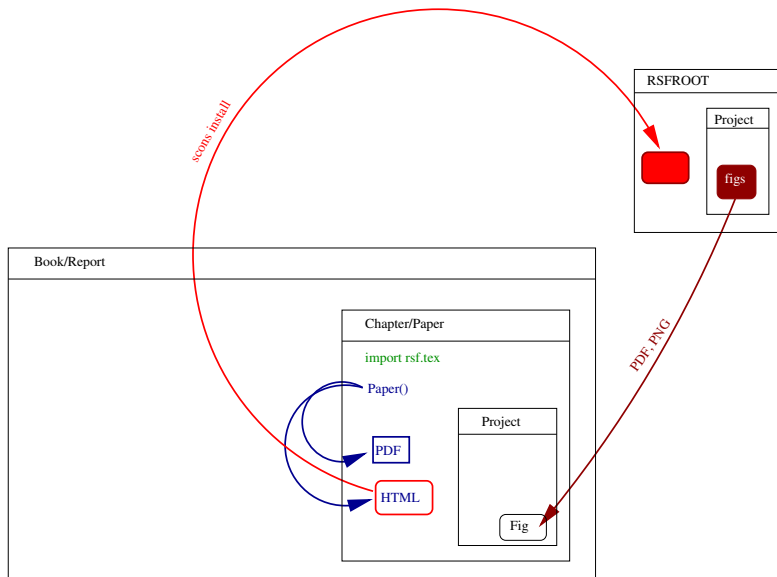 RSFROOT
Project
figs
scons install
Book/Report
Chapter/Paper
import rsf.tex
Paper()
PDF, PNG
Project
PDF
HTML
Fig